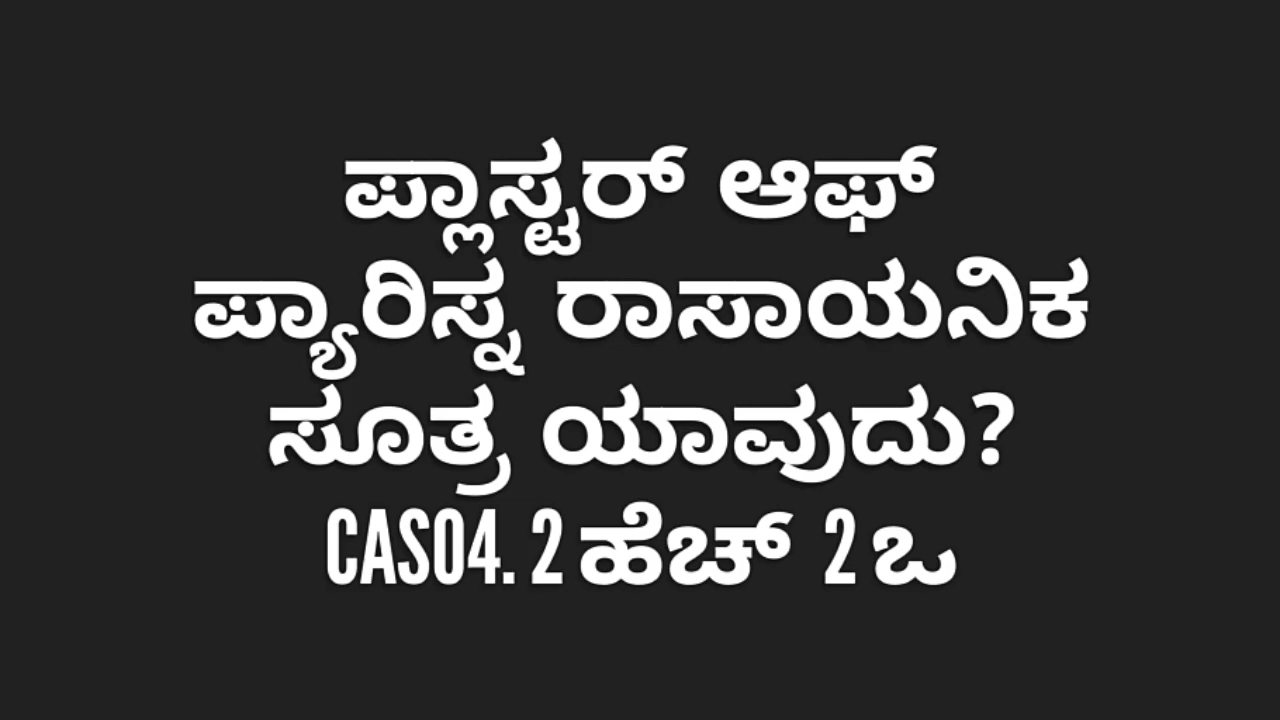 ಪ್ಲಾಸ್ಟರ್ ಆಫ್
ಪ್ಯಾರಿಸ್ನ ರಾಸಾಯನಿಕ
ಸೂತ್ರ ಯಾವುದು?
CASO4. 2 ಹೆಚ್ 2 ಒ